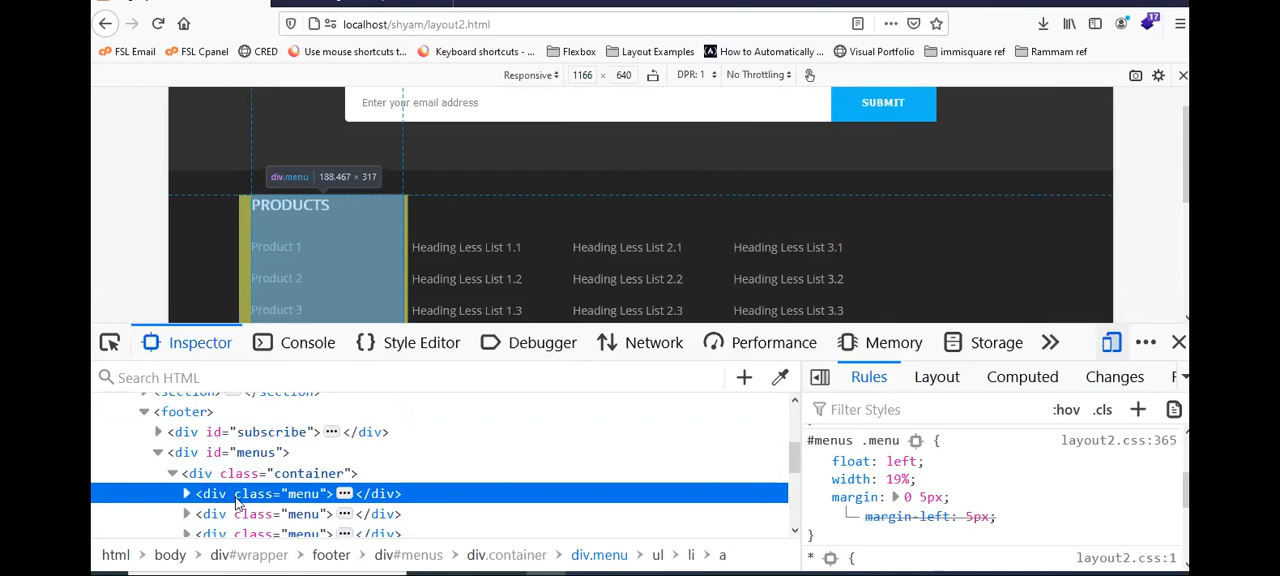 localhost/shyam/layout2.html
17
FSL Email FSL Cpanel CRED Use mouse shortcuts t... Keyboard shortcuts - ... Flexbox Layout Examples How to Automatically ... Visual Portfolio immisquare ref Rammam ref
Responsive 1166 × 640 DPR: 1 No Throttling
Enter your email address SUBMIT
div.menu 188.467 × 317
PRODUCTS
Product 1 Heading Less List 1.1 Heading Less List 2.1 Heading Less List 3.1
Product 2 Heading Less List 1.2 Heading Less List 2.2 Heading Less List 3.2
Product 3 Heading Less List 1.3 Heading Less List 2.3 Heading Less List 3.3
Inspector Console Style Editor Debugger Network Performance Memory Storage
Search HTML
Rules Layout Computed Changes
Filter Styles :hov .cls
<footer>
<div id="subscribe"> </div>
<div id="menus">
<div class="container">
<div class="menu"> </div>
<div class="menu"> </div>
<div class="menu"> </div>
#menus .menu { layout2.css:365
float: left;
width: 19%;
margin: 0 5px;
margin-left: 5px;
}
* { layout2.css:1
html body div#wrapper footer div#menus div.container div.menu ul li a